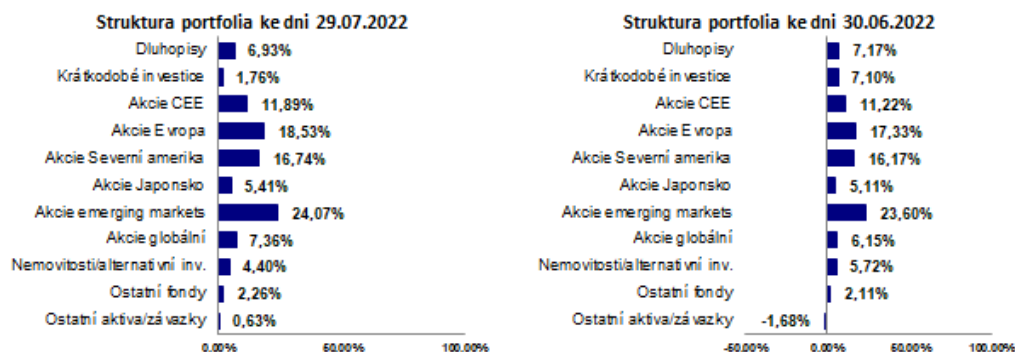 Struktura portfolia ke dni 29.07.2022
Dluhopisy 6,93%
Krátkodobé investice 1,76%
Akcie CEE 11,89%
Akcie Evropa 18,53%
Akcie Severní amerika 16,74%
Akcie Japonsko 5,41%
Akcie emerging markets 24,07%
Akcie globální 7,36%
Nemovitosti/alternativní inv. 4,40%
Ostatní fondy 2,26%
Ostatní aktiva/závazky 0,63%
0.00% 50.00% 100.00%
Struktura portfolia ke dni 30.06.2022
Dluhopisy 7,17%
Krátkodobé investice 7,10%
Akcie CEE 11,22%
Akcie Evropa 17,33%
Akcie Severní amerika 16,17%
Akcie Japonsko 5,11%
Akcie emerging markets 23,60%
Akcie globální 6,15%
Nemovitosti/alternativní inv. 5,72%
Ostatní fondy 2,11%
Ostatní aktiva/závazky -1,68%
-50.00% 0.00% 50.00% 100.00%